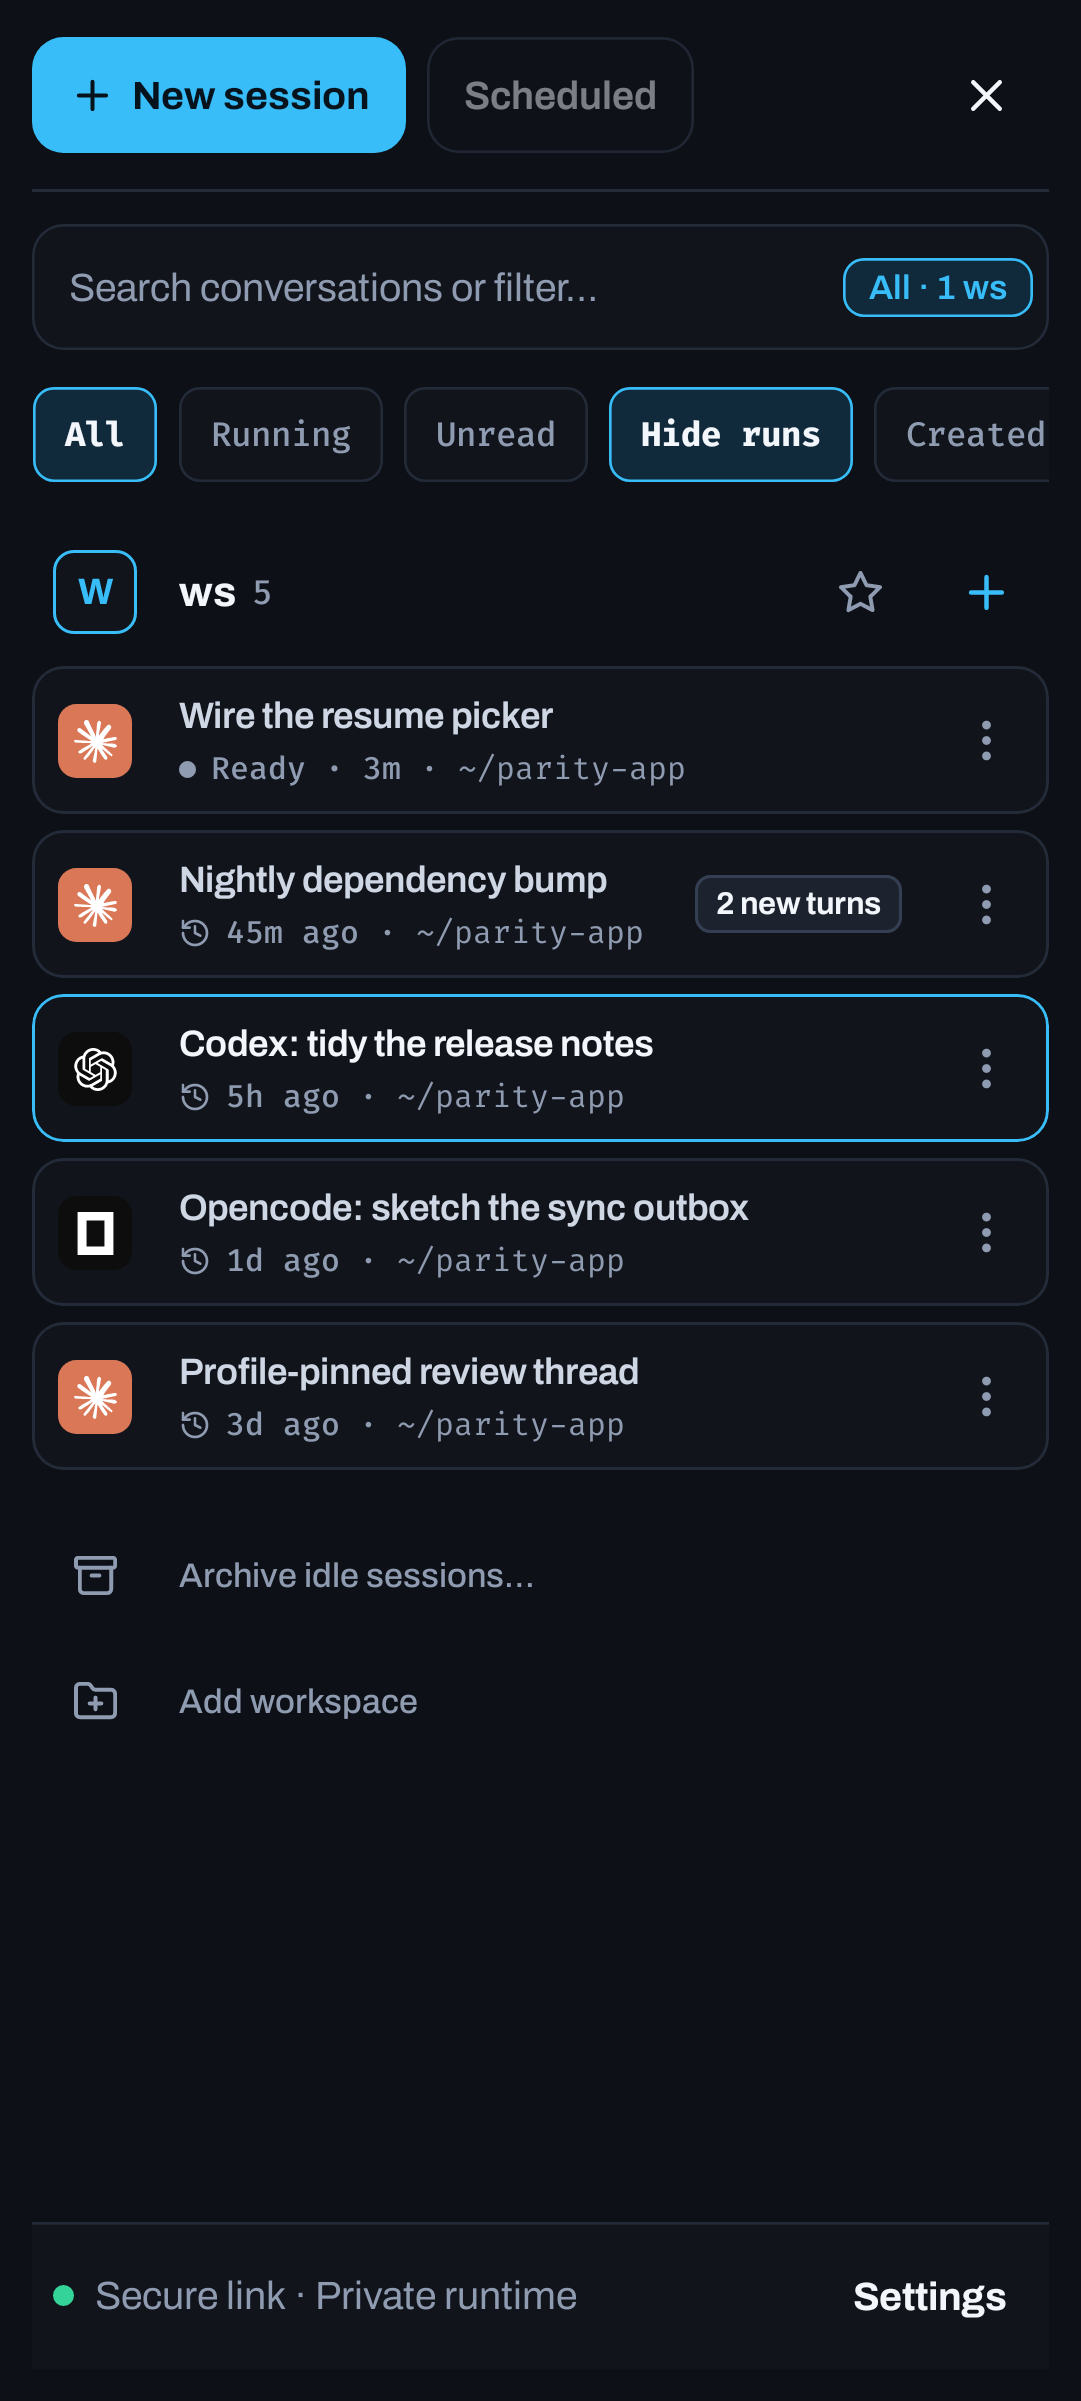 New session
Scheduled
Search conversations or filter...
All · 1 ws
All
Running
Unread
Hide runs
Created
W
ws 5
Wire the resume picker
Ready · 3m · ~/parity-app
Nightly dependency bump
45m ago · ~/parity-app
2 new turns
Codex: tidy the release notes
5h ago · ~/parity-app
Opencode: sketch the sync outbox
1d ago · ~/parity-app
Profile-pinned review thread
3d ago · ~/parity-app
Archive idle sessions...
Add workspace
Secure link · Private runtime
Settings